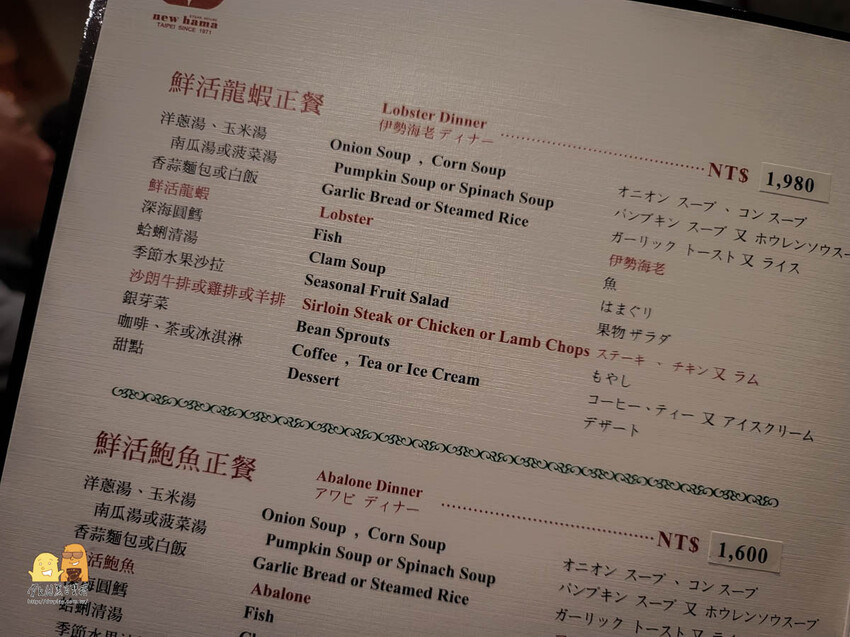 new hama
TAIPEI SINCE 1971
鮮活龍蝦正餐
Lobster Dinner
伊勢海老 ディナー
NT$ 1,980
洋蔥湯、玉米湯
南瓜湯或菠菜湯
香蒜麵包或白飯
鮮活龍蝦
深海圓鱈
蛤蜊清湯
季節水果沙拉
沙朗牛排或雞排或羊排
銀芽菜
咖啡、茶或冰淇淋
甜點
Onion Soup , Corn Soup
Pumpkin Soup or Spinach Soup
Garlic Bread or Steamed Rice
Lobster
Fish
Clam Soup
Seasonal Fruit Salad
Sirloin Steak or Chicken or Lamb Chops
Bean Sprouts
Coffee , Tea or Ice Cream
Dessert
オニオン スープ 、コン スープ
パンプキン スープ 又 ホウレンソウスー
ガーリック トースト 又 ライス
伊勢海老
魚
はまぐり
果物 ザラダ
ステーキ 、 チキン 又 ラム
もやし
コーヒー、ティー 又 アイスクリーム
デザート
鮮活鮑魚正餐
Abalone Dinner
アワビ ディナー
NT$ 1,600
洋蔥湯、玉米湯
南瓜湯或菠菜湯
香蒜麵包或白飯
活鮑魚
海圓鱈
蛤蜊清湯
季節水果沙
Onion Soup , Corn Soup
Pumpkin Soup or Spinach Soup
Garlic Bread or Steamed Rice
Abalone
Fish
オニオン スープ 、コン スープ
パンプキン スープ 又 ホウレンソウスープ
ガーリック トースト 又 ライス